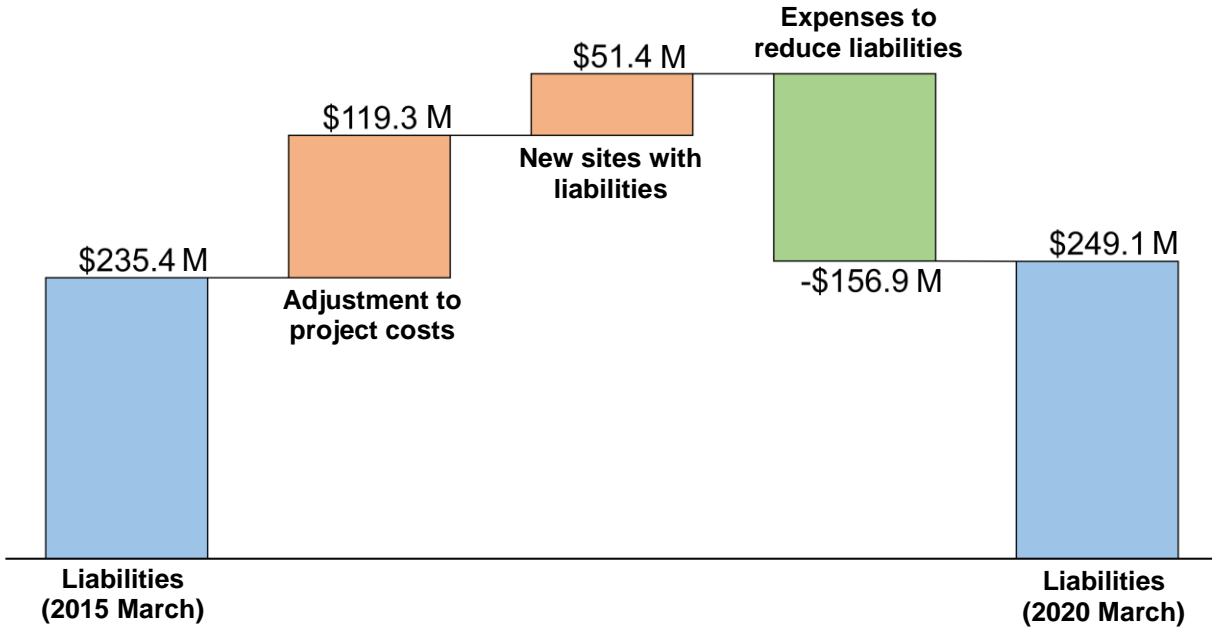 Expenses to
reduce liabilities
$51.4 M
$119.3 M
New sites with
liabilities
$235.4 M
$249.1 M
-$156.9 M
Adjustment to
project costs
Liabilities
(2015 March)
Liabilities
(2020 March)